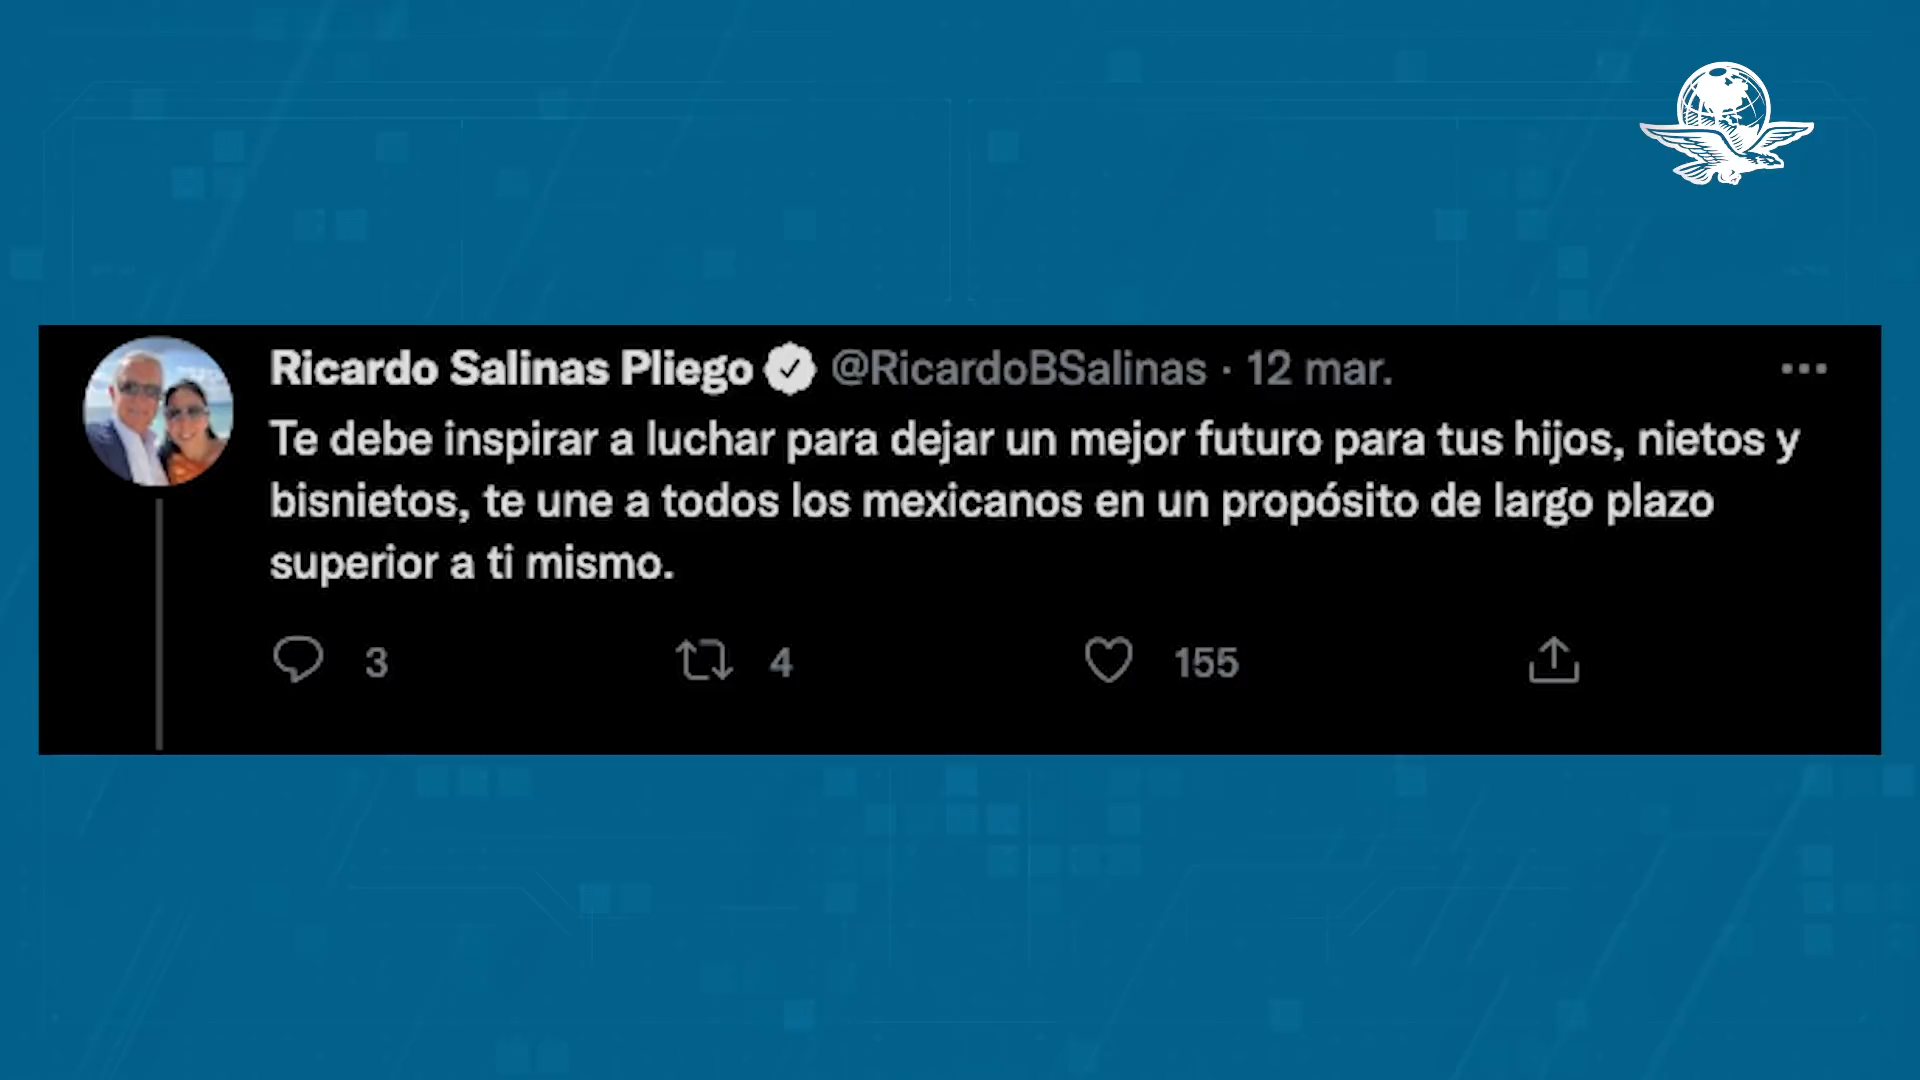 Ricardo Salinas Pliego @RicardoBSalinas · 12 mar.
Te debe inspirar a luchar para dejar un mejor futuro para tus hijos, nietos y
bisnietos, te une a todos los mexicanos en un propósito de largo plazo
superior a ti mismo.
3 4 155